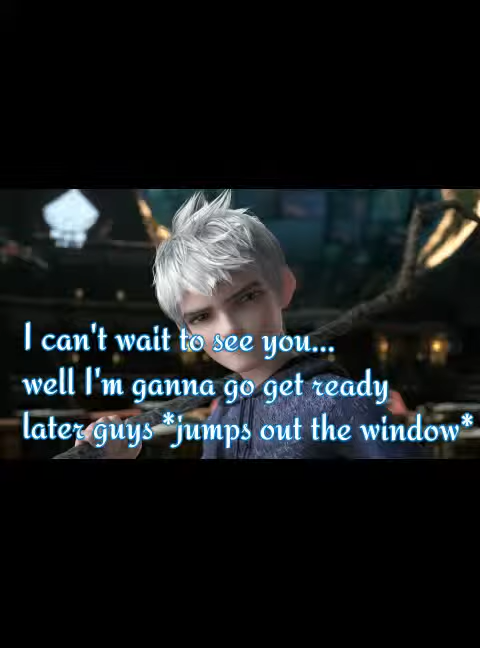 I can't wait to see you...
well I'm ganna go get ready
later guys *jumps out the window*